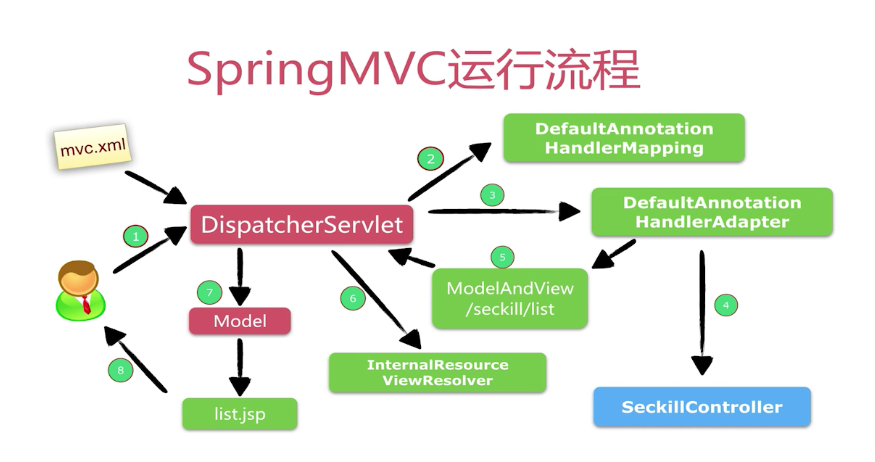 SpringMVC运行流程
mvc.xml
DefaultAnnotation
HandlerMapping
2
3
DefaultAnnotation
HandlerAdapter
DispatcherServlet
1
5
ModelAndView
/seckill/list
7
6
4
Model
InternalResource
ViewResolver
8
list.jsp
SeckillController